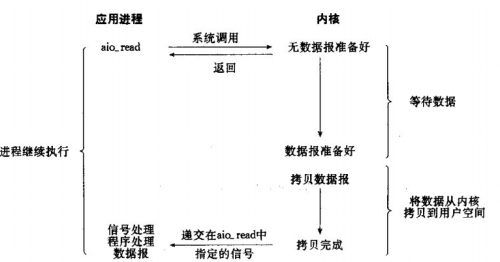 应用进程
内核
系统调用
aio_read
无数据报准备好
返回
等待数据
进程继续执行
数据报准备好
拷贝数据报
将数据从内核
拷贝到用户空间
信号处理
程序处理
数据报
递交在aio_read中
指定的信号
拷贝完成